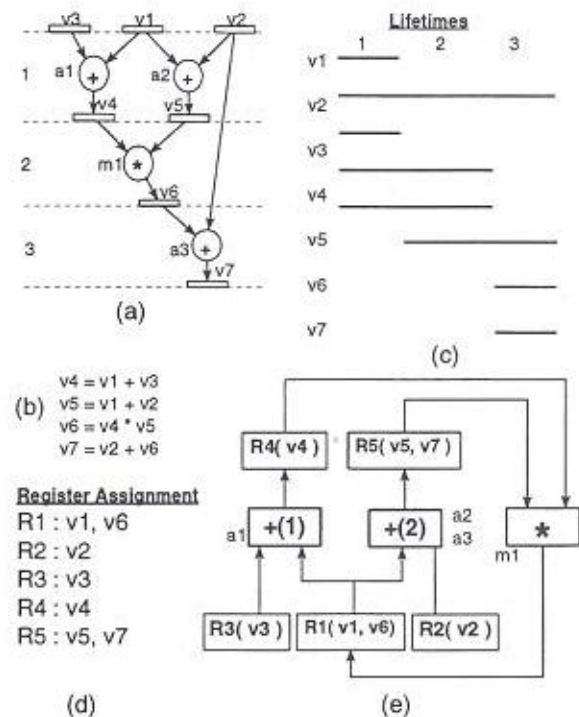 v3 v1 v2
1
a1 + a2 +
v4 v5
2
m1 *
v6
3
a3 +
v7
(a)
Lifetimes
1 2 3
v1
v2
v3
v4
v5
v6
v7
(c)
(b)
v4 = v1 + v3
v5 = v1 + v2
v6 = v4 * v5
v7 = v2 + v6
Register Assignment
R1 : v1, v6
R2 : v2
R3 : v3
R4 : v4
R5 : v5, v7
(d)
R4( v4) R5( v5, v7)
a1 +(1) +(2) a2
a3
*
m1
R3( v3) R1( v1, v6) R2( v2)
(e)